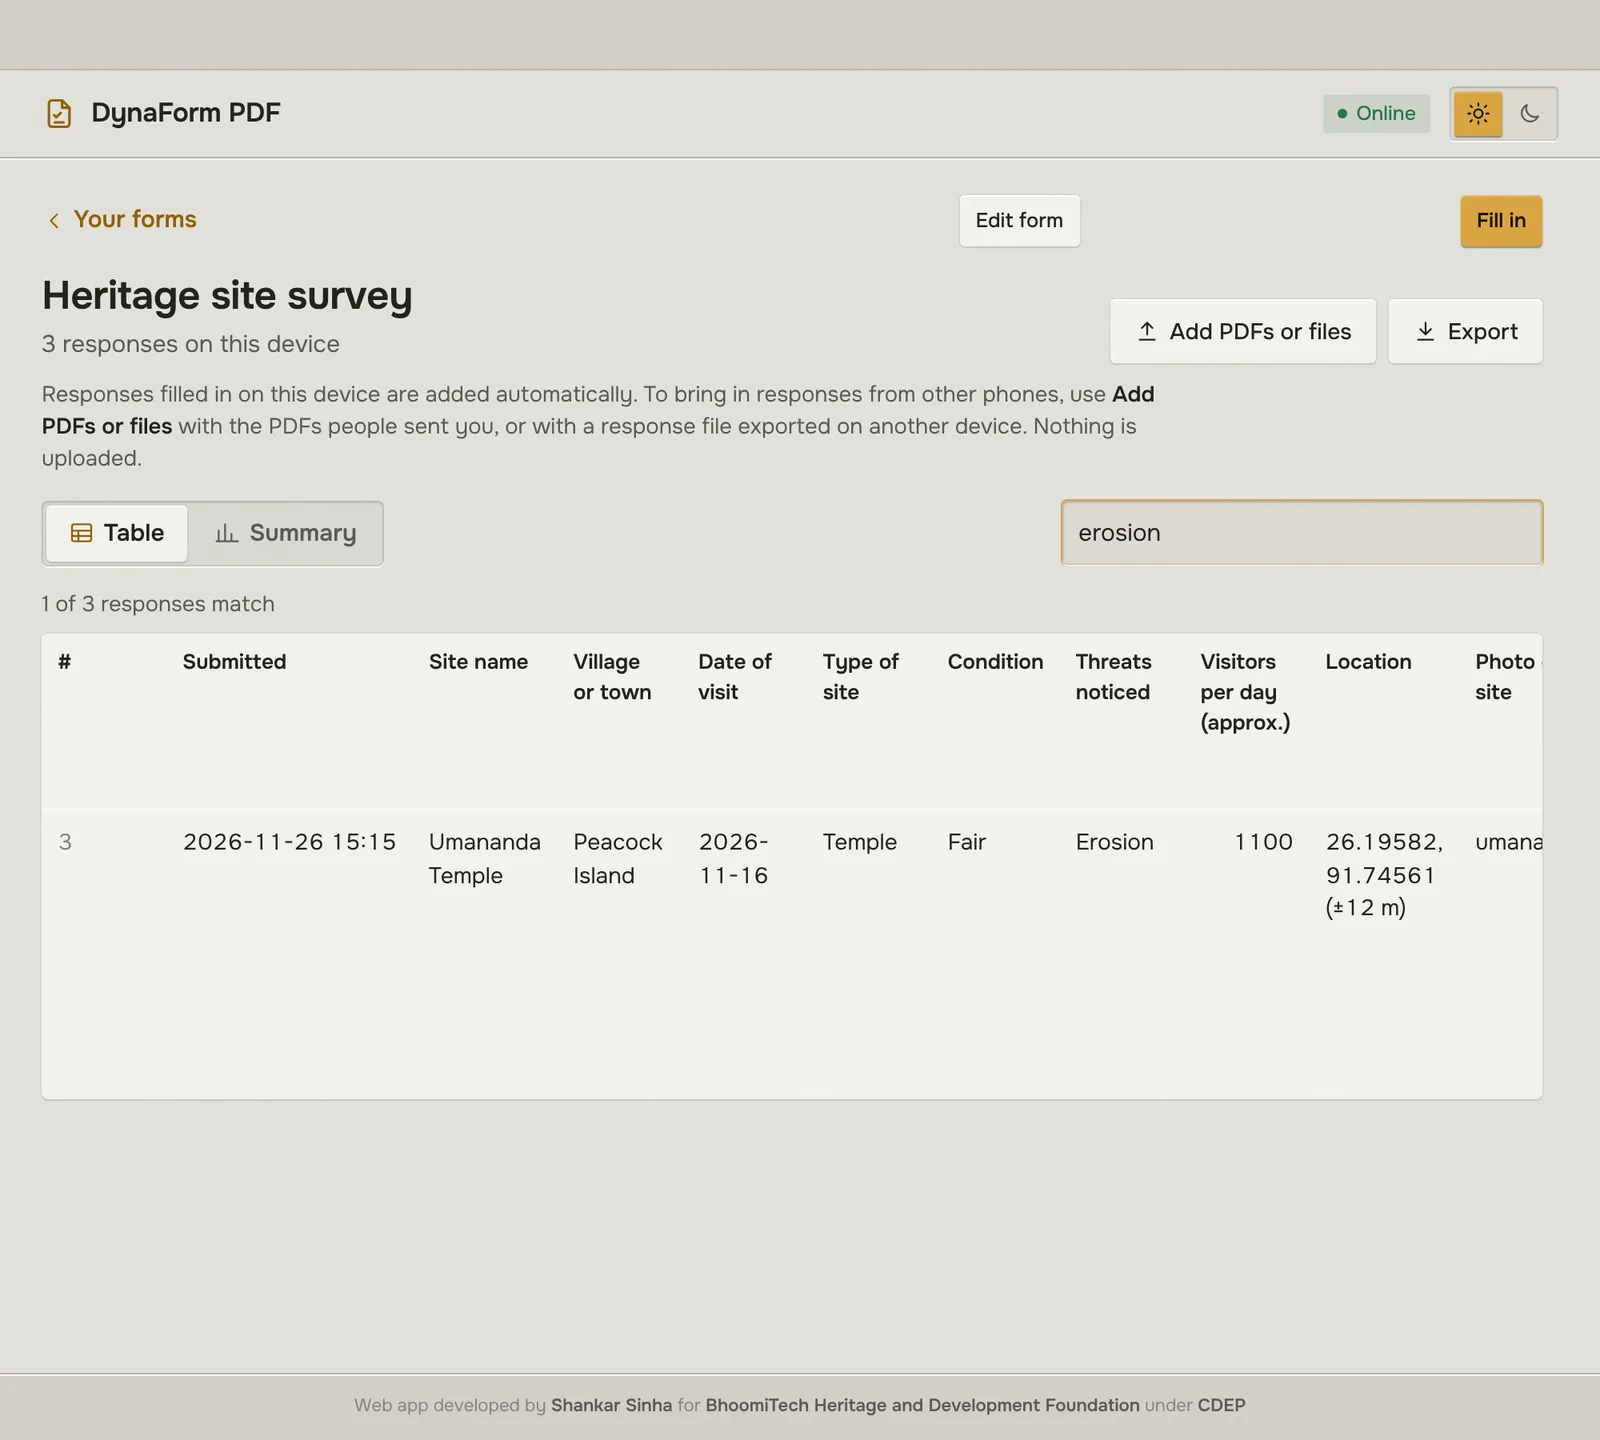 DynaForm PDF
Online
Your forms
Edit form
Fill in
Heritage site survey
3 responses on this device
Add PDFs or files
Export
Responses filled in on this device are added automatically. To bring in responses from other phones, use Add
PDFs or files with the PDFs people sent you, or with a response file exported on another device. Nothing is
uploaded.
Table
Summary
erosion
1 of 3 responses match
# Submitted Site name Village Date of Type of Condition Threats Visitors Location Photo
or town visit site noticed per day site
(approx.)
3 2026-11-26 15:15 Umananda Peacock 2026- Temple Fair Erosion 1100 26.19582, umana
Temple Island 11-16 91.74561
(±12 m)
Web app developed by Shankar Sinha for BhoomiTech Heritage and Development Foundation under CDEP